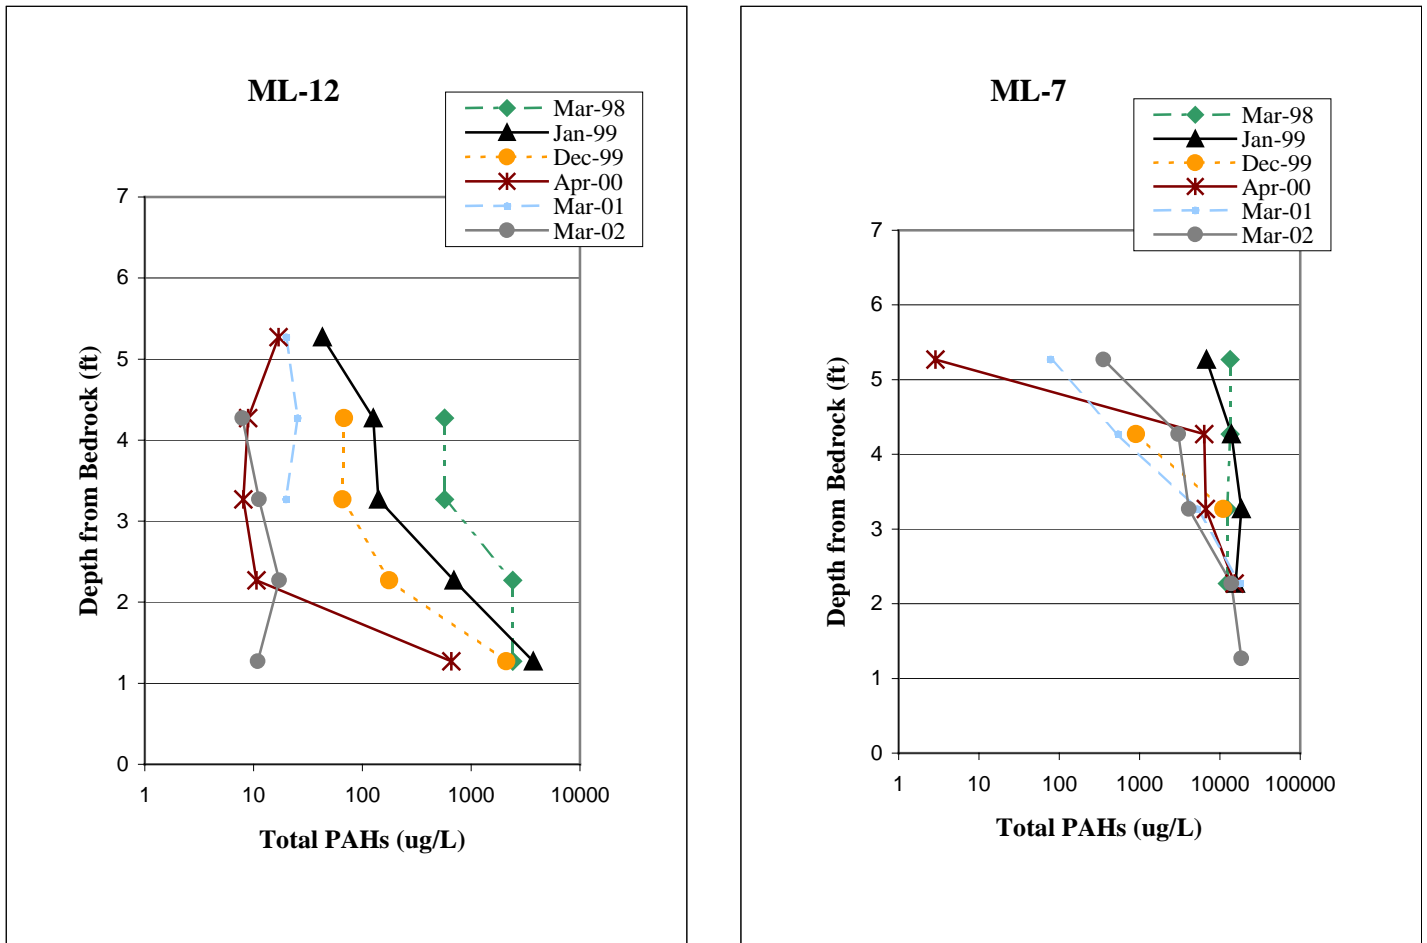 ML-12
Mar-98
Jan-99
Dec-99
Apr-00
Mar-01
Mar-02
7
6
5
4
3
2
1
0
Depth from Bedrock (ft)
1 10 100 1000 10000
Total PAHs (ug/L)
ML-7
Mar-98
Jan-99
Dec-99
Apr-00
Mar-01
Mar-02
7
6
5
4
3
2
1
0
Depth from Bedrock (ft)
1 10 100 1000 10000 100000
Total PAHs (ug/L)